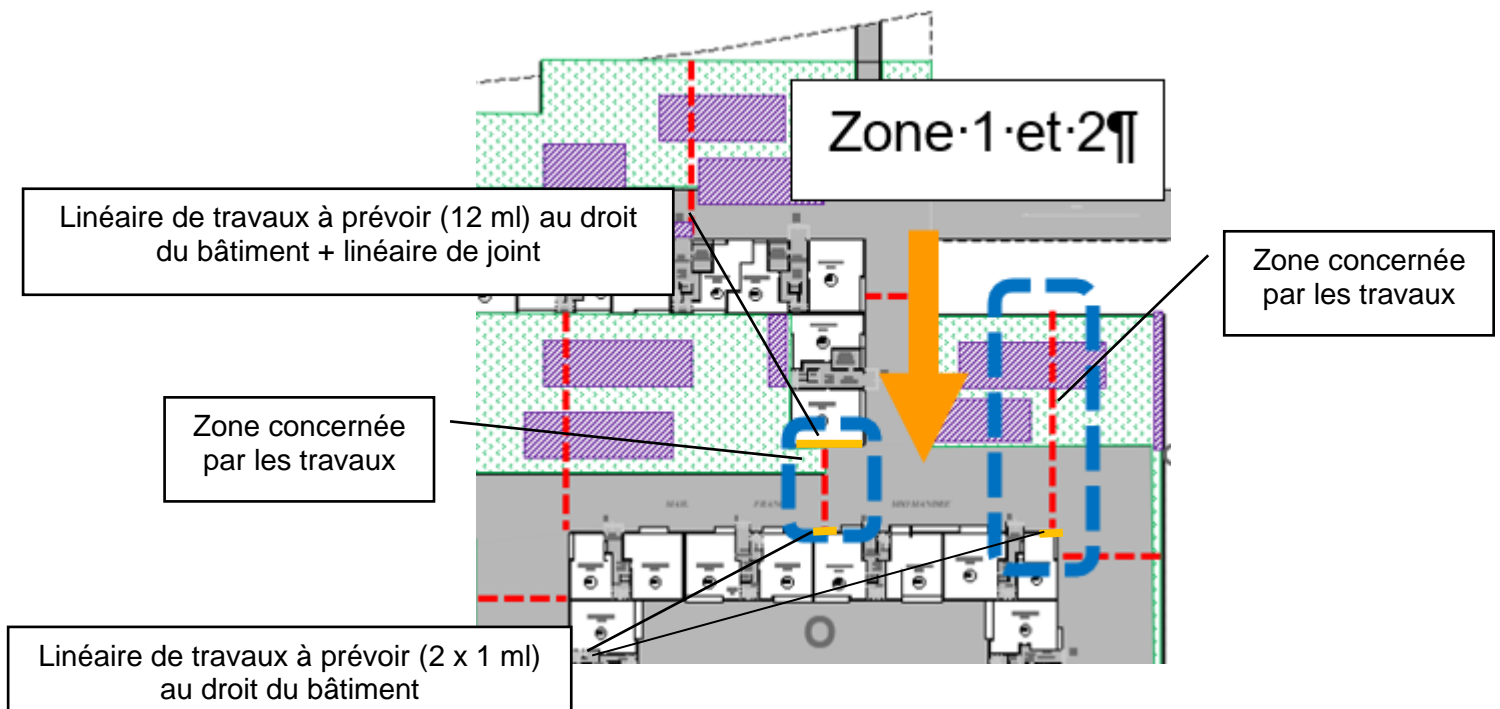 Zone·1·et·2¶
Linéaire de travaux à prévoir (12 ml) au droit
du bâtiment + linéaire de joint
Zone concernée
par les travaux
Zone concernée
par les travaux
MAIL
O
Linéaire de travaux à prévoir (2 x 1 ml)
au droit du bâtiment